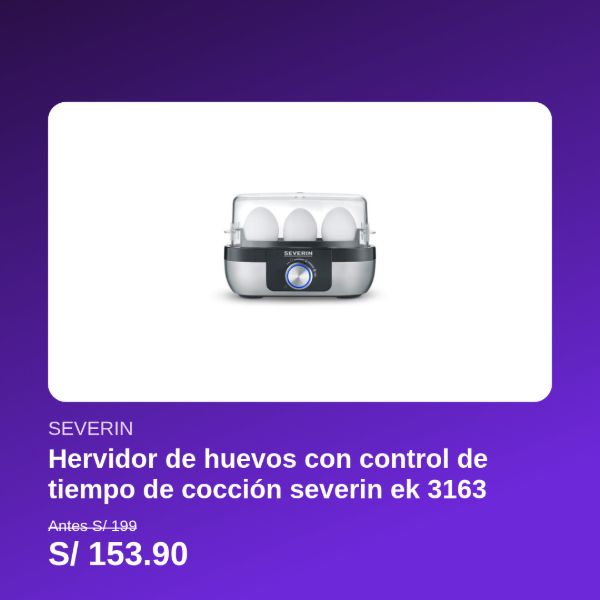 SEVERIN
SEVERIN
Hervidor de huevos con control de
tiempo de cocción severin ek 3163
Antes S/ 199
S/ 153.90